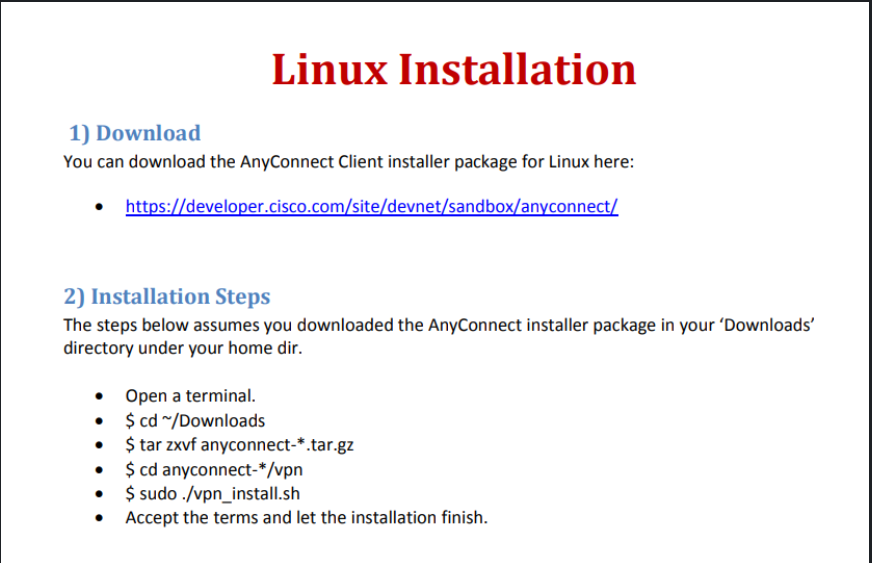 Linux Installation
1) Download
You can download the AnyConnect Client installer package for Linux here:
• https://developer.cisco.com/site/devnet/sandbox/anyconnect/
2) Installation Steps
The steps below assumes you downloaded the AnyConnect installer package in your ‘Downloads’
directory under your home dir.
• Open a terminal.
• $ cd ~/Downloads
• $ tar zxvf anyconnect-*.tar.gz
• $ cd anyconnect-*/vpn
• $ sudo ./vpn_install.sh
• Accept the terms and let the installation finish.